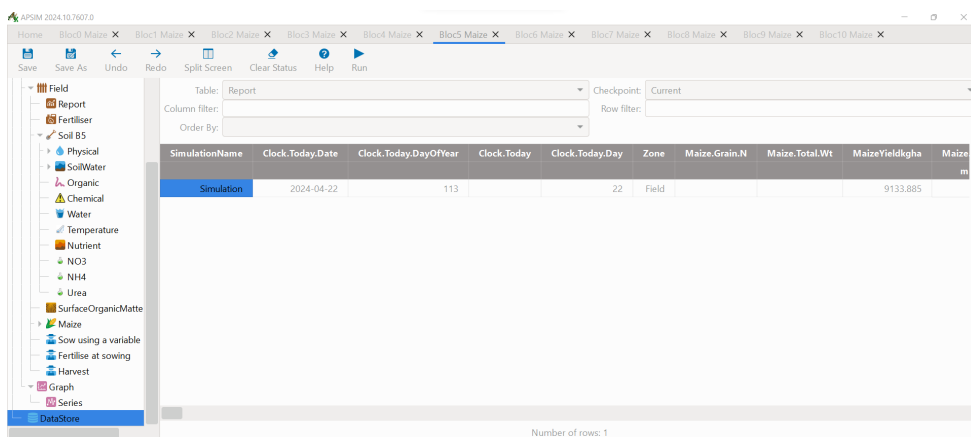 APSIM 2024.10.7607.0
Home Bloc0 Maize Bloc1 Maize Bloc2 Maize Bloc3 Maize Bloc4 Maize Bloc5 Maize Bloc6 Maize Bloc7 Maize Bloc8 Maize Bloc9 Maize Bloc10 Maize
Save Save As Undo Redo Split Screen Clear Status Help Run
Field
Report
Fertiliser
Soil B5
Physical
SoilWater
Organic
Chemical
Water
Temperature
Nutrient
NO3
NH4
Urea
SurfaceOrganicMatte
Maize
Sow using a variable
Fertilise at sowing
Harvest
Graph
Series
DataStore
Table: Report Checkpoint: Current
Column filter: Row filter:
Order By:
SimulationName Clock.Today.Date Clock.Today.DayOfYear Clock.Today Clock.Today.Day Zone Maize.Grain.N Maize.Total.Wt MaizeYieldkgha Maize
m
Simulation 2024-04-22 113 22 Field 9133.885
Number of rows: 1